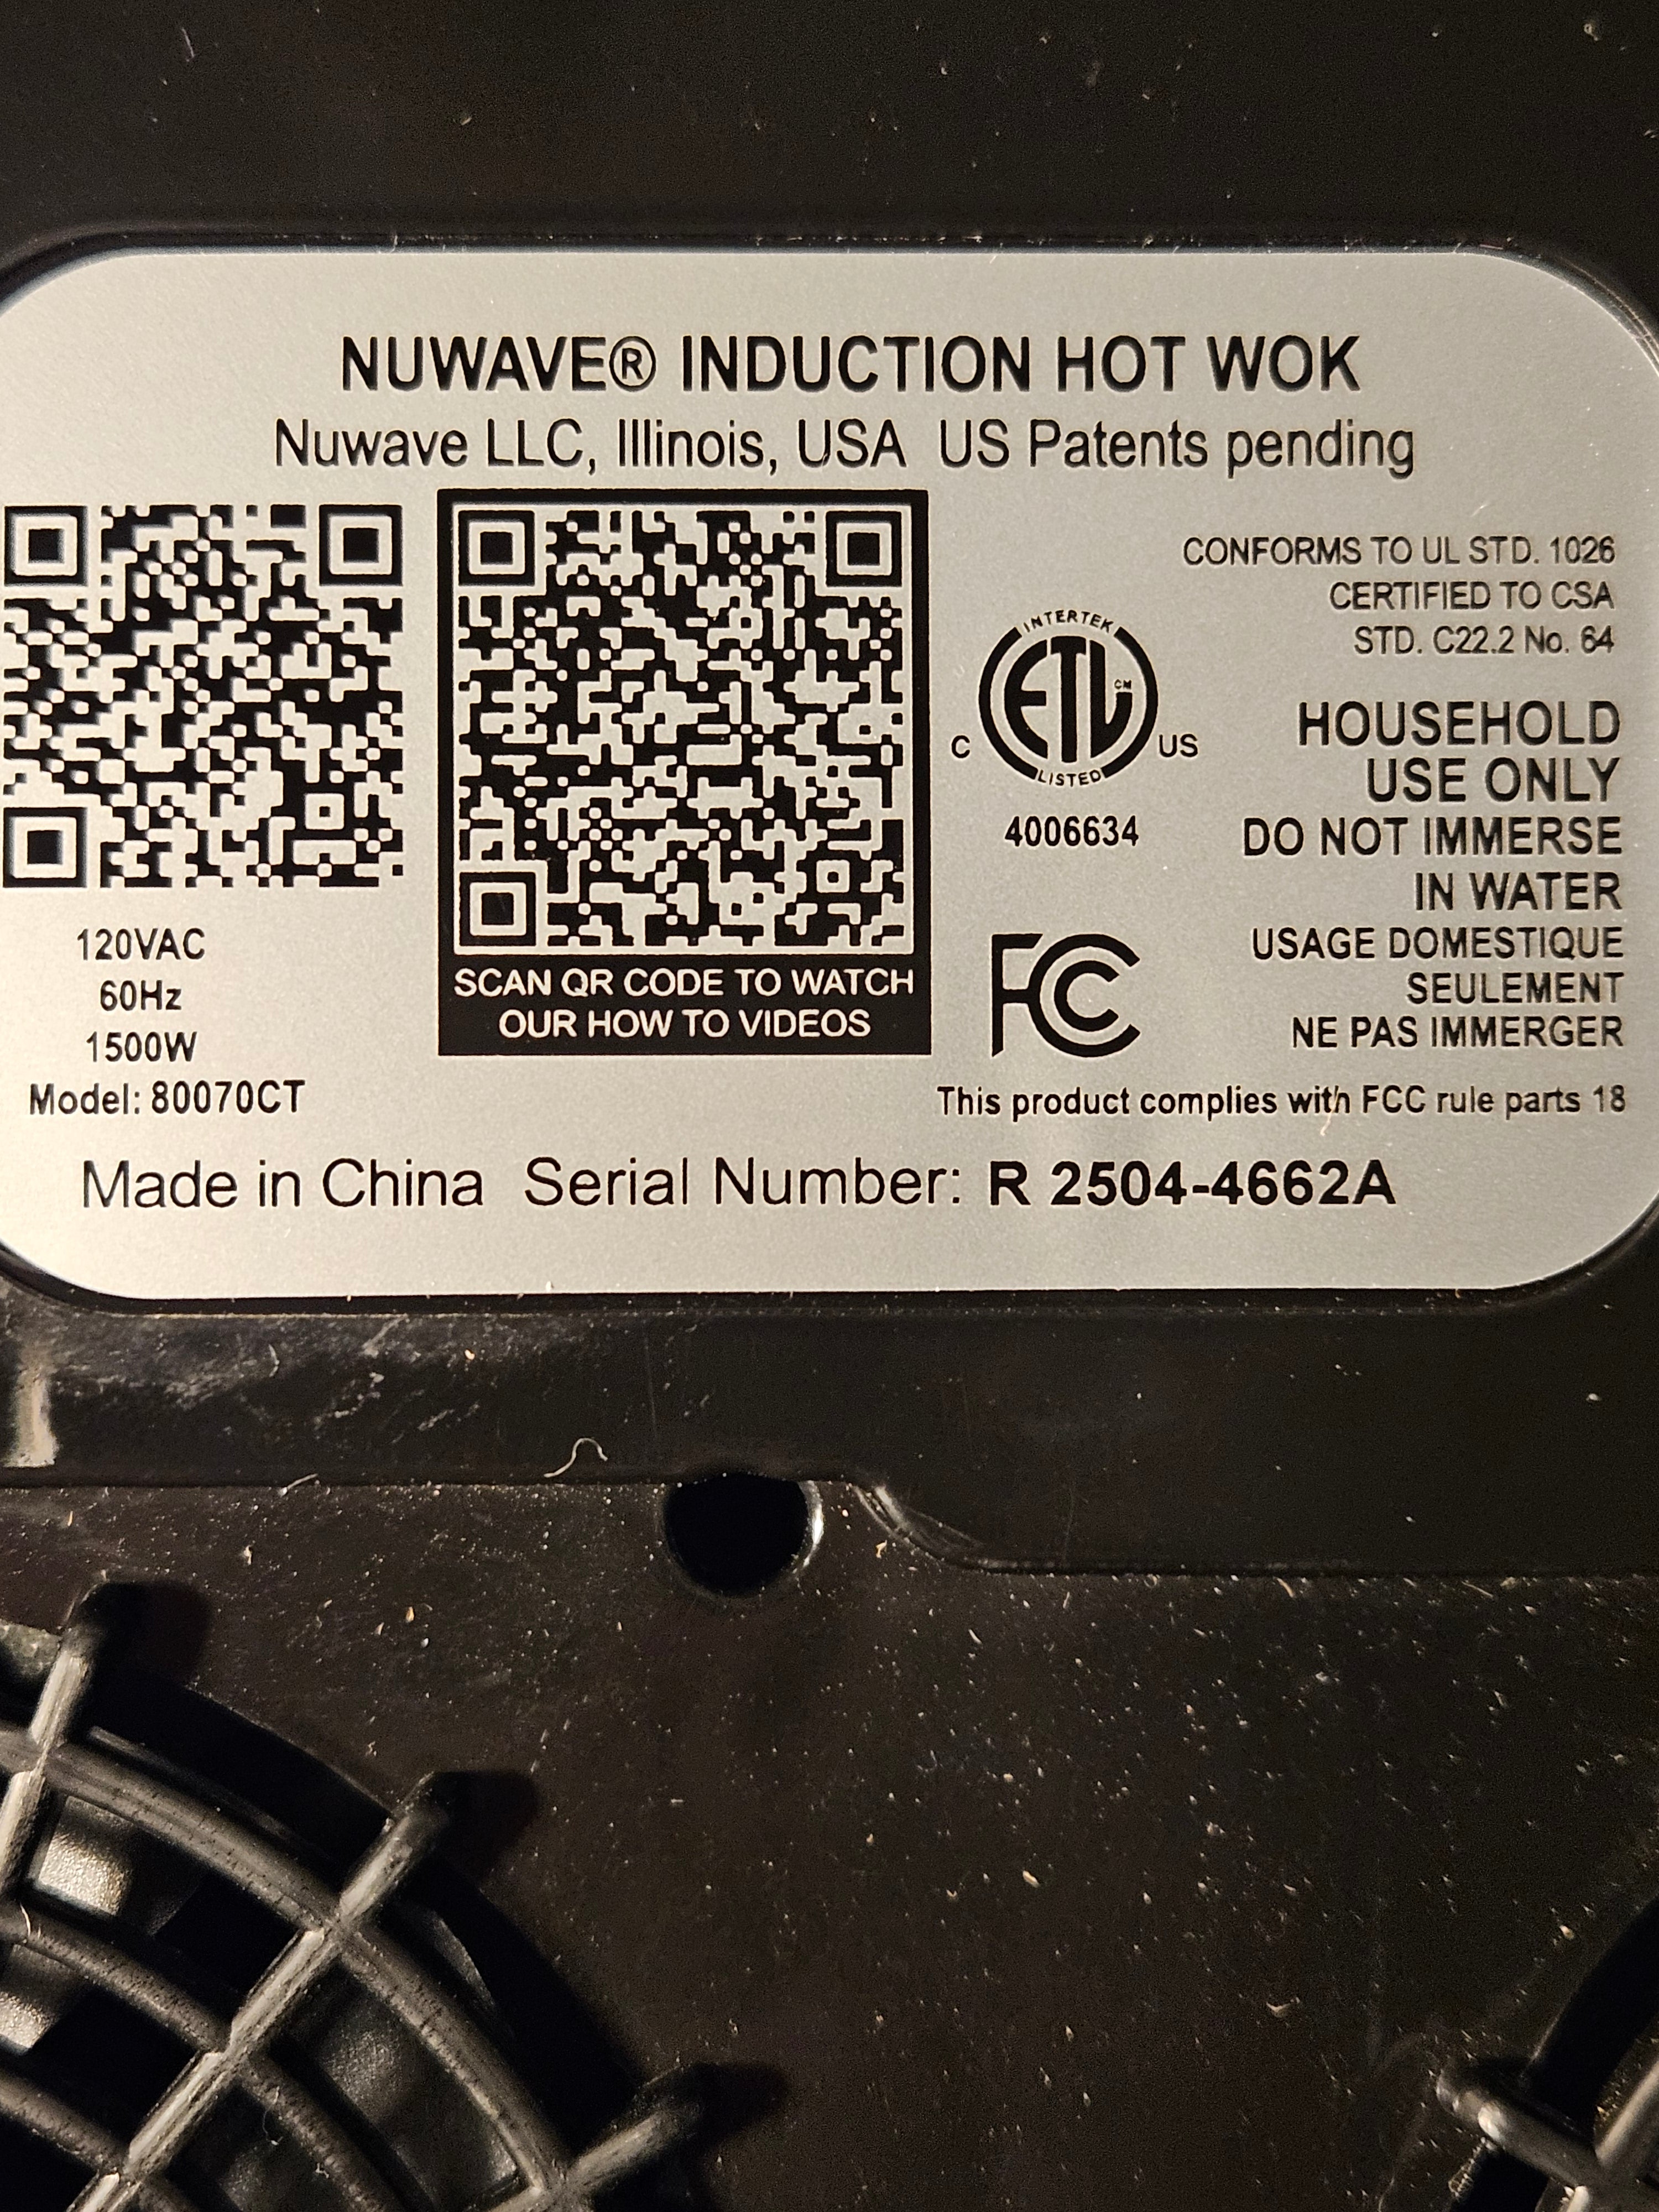 NUWAVE® INDUCTION HOT WOK
Nuwave LLC, Illinois, USA US Patents pending
120VAC
60Hz
1500W
Model: 80070CT
SCAN QR CODE TO WATCH
OUR HOW TO VIDEOS
INTERTEK
ETL CM
LISTED
C US
4006634
FCC
CONFORMS TO UL STD. 1026
CERTIFIED TO CSA
STD. C22.2 No. 64
HOUSEHOLD
USE ONLY
DO NOT IMMERSE
IN WATER
USAGE DOMESTIQUE
SEULEMENT
NE PAS IMMERGER
This product complies with FCC rule parts 18
Made in China Serial Number: R 2504-4662A